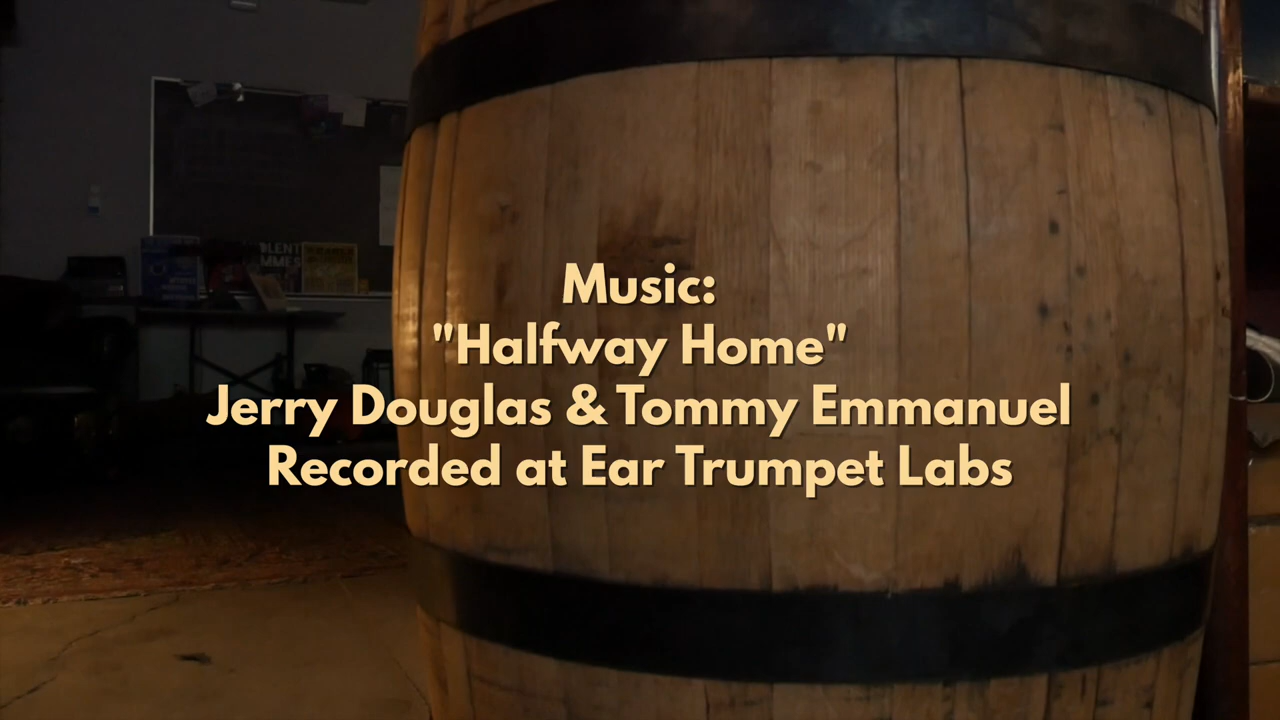 Music:
"Halfway Home"
Jerry Douglas & Tommy Emmanuel
Recorded at Ear Trumpet Labs